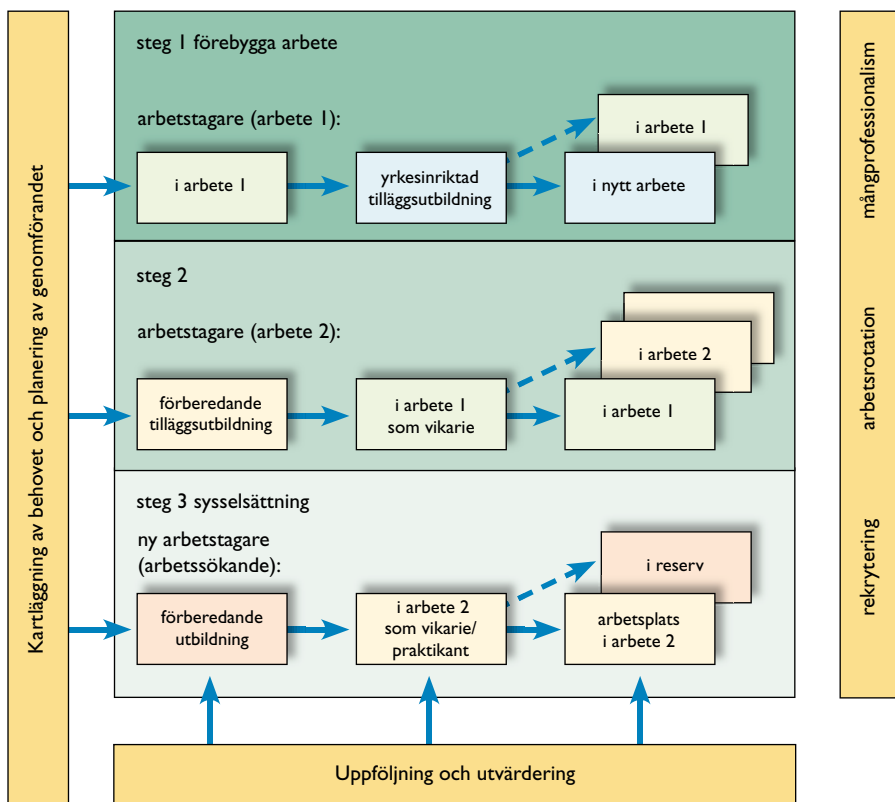 Kartläggning av behovet och planering av genomförandet
steg 1 förebygga arbete
arbetstagare (arbete 1):
i arbete 1
yrkesinriktad
tilläggsutbildning
i arbete 1
i nytt arbete
steg 2
arbetstagare (arbete 2):
förberedande
tilläggsutbildning
i arbete 1
som vikarie
i arbete 2
i arbete 1
steg 3 sysselsättning
ny arbetstagare
(arbetssökande):
förberedande
utbildning
i arbete 2
som vikarie/
praktikant
i reserv
arbetsplats
i arbete 2
Uppföljning och utvärdering
mångprofessionalism
arbetsrotation
rekrytering